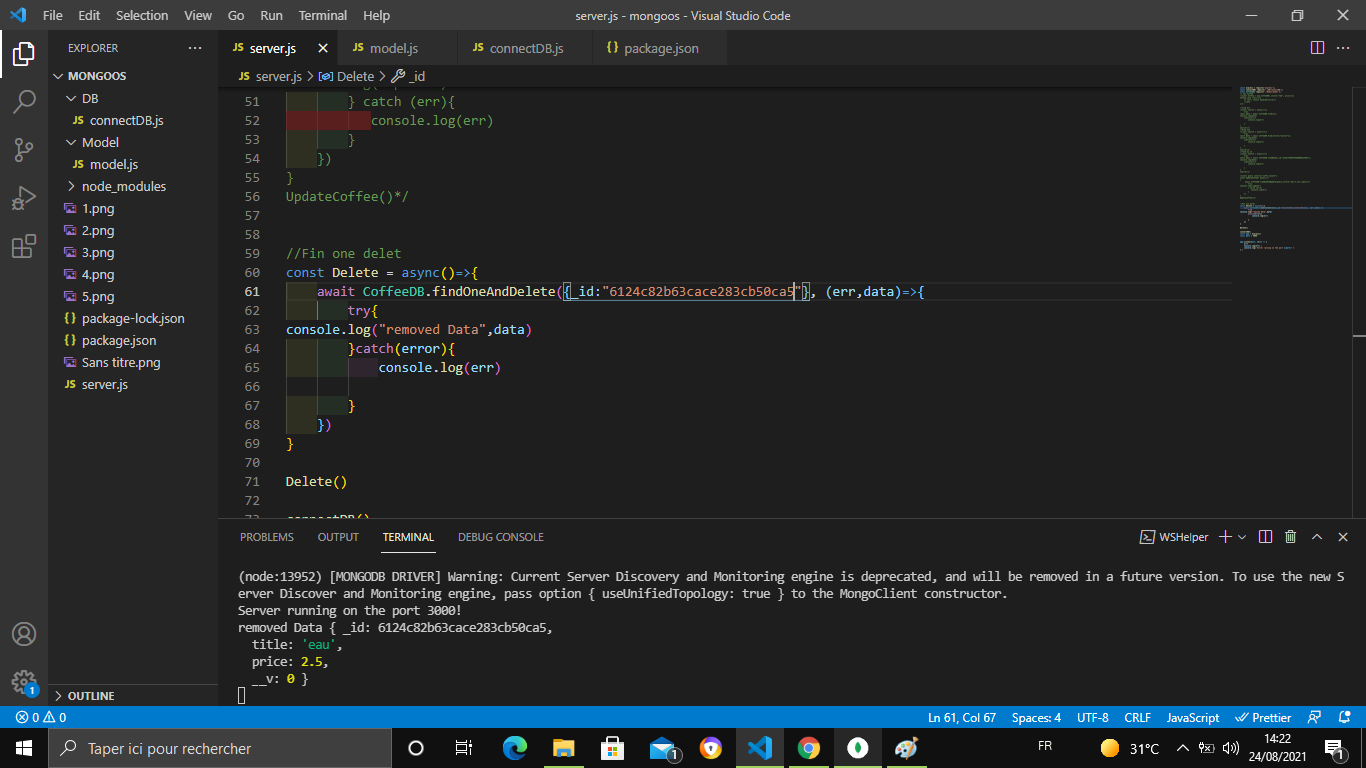 File Edit Selection View Go Run Terminal Help server.js - mongoos - Visual Studio Code
EXPLORER
JS server.js JS model.js JS connectDB.js {} package.json
JS server.js > Delete > _id
MONGOOS
DB
JS connectDB.js
Model
JS model.js
node_modules
1.png
2.png
3.png
4.png
5.png
{} package-lock.json
{} package.json
Sans titre.png
JS server.js
OUTLINE
51 } catch (err){
52 console.log(err)
53 }
54 })
55 }
56 UpdateCoffee()*/
57
58
59 //Fin one delet
60 const Delete = async()=>{
61 await CoffeeDB.findOneAndDelete({_id:"6124c82b63cace283cb50ca5"}, (err,data)=>{
62 try{
63 console.log("removed Data",data)
64 }catch(error){
65 console.log(err)
66
67 }
68 })
69 }
70
71 Delete()
72
PROBLEMS OUTPUT TERMINAL DEBUG CONSOLE WSHelper
(node:13952) [MONGODB DRIVER] Warning: Current Server Discovery and Monitoring engine is deprecated, and will be removed in a future version. To use the new S
erver Discover and Monitoring engine, pass option { useUnifiedTopology: true } to the MongoClient constructor.
Server running on the port 3000!
removed Data { _id: 6124c82b63cace283cb50ca5,
title: 'eau',
price: 2.5,
__v: 0 }
1
0 0 Ln 61, Col 67 Spaces: 4 UTF-8 CRLF JavaScript Prettier
Taper ici pour rechercher 1 FR 31°C 14:22
24/08/2021 1